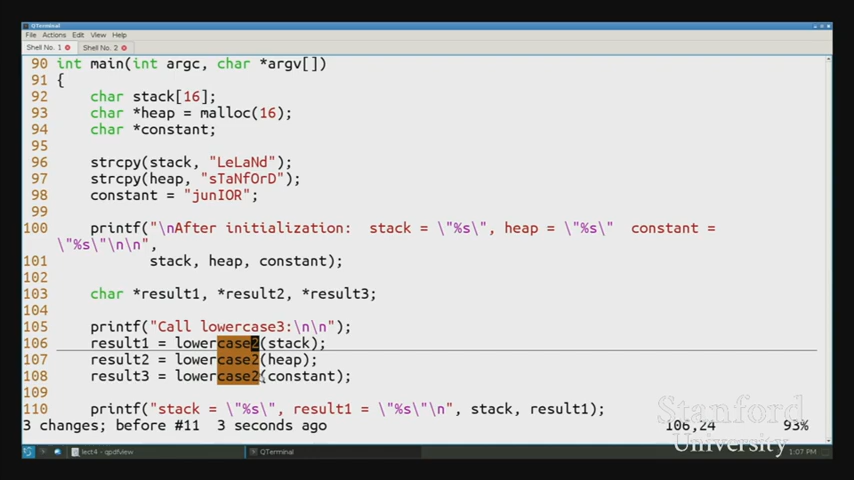 QTerminal
File Actions Edit View Help
Shell No. 1 Shell No. 2
90 int main(int argc, char *argv[])
91 {
92 char stack[16];
93 char *heap = malloc(16);
94 char *constant;
96 strcpy(stack, "LeLaNd");
97 strcpy(heap, "sTaNfOrD");
98 constant = "junIOR";
99
100 printf("\nAfter initialization:  stack = \"%s\", heap = \"%s\"  constant =
\"%s\"\n\n",
101 stack, heap, constant);
102
103 char *result1, *result2, *result3;
104
105 printf("Call lowercase3:\n\n");
106 result1 = lowercase2(stack);
107 result2 = lowercase2(heap);
108 result3 = lowercase2(constant);
109
110 printf("stack = \"%s\", result1 = \"%s\"\n", stack, result1);
3 changes; before #11  3 seconds ago 106,24 93%
Stanford
University
lect4 - qpdfview QTerminal 1:07 PM